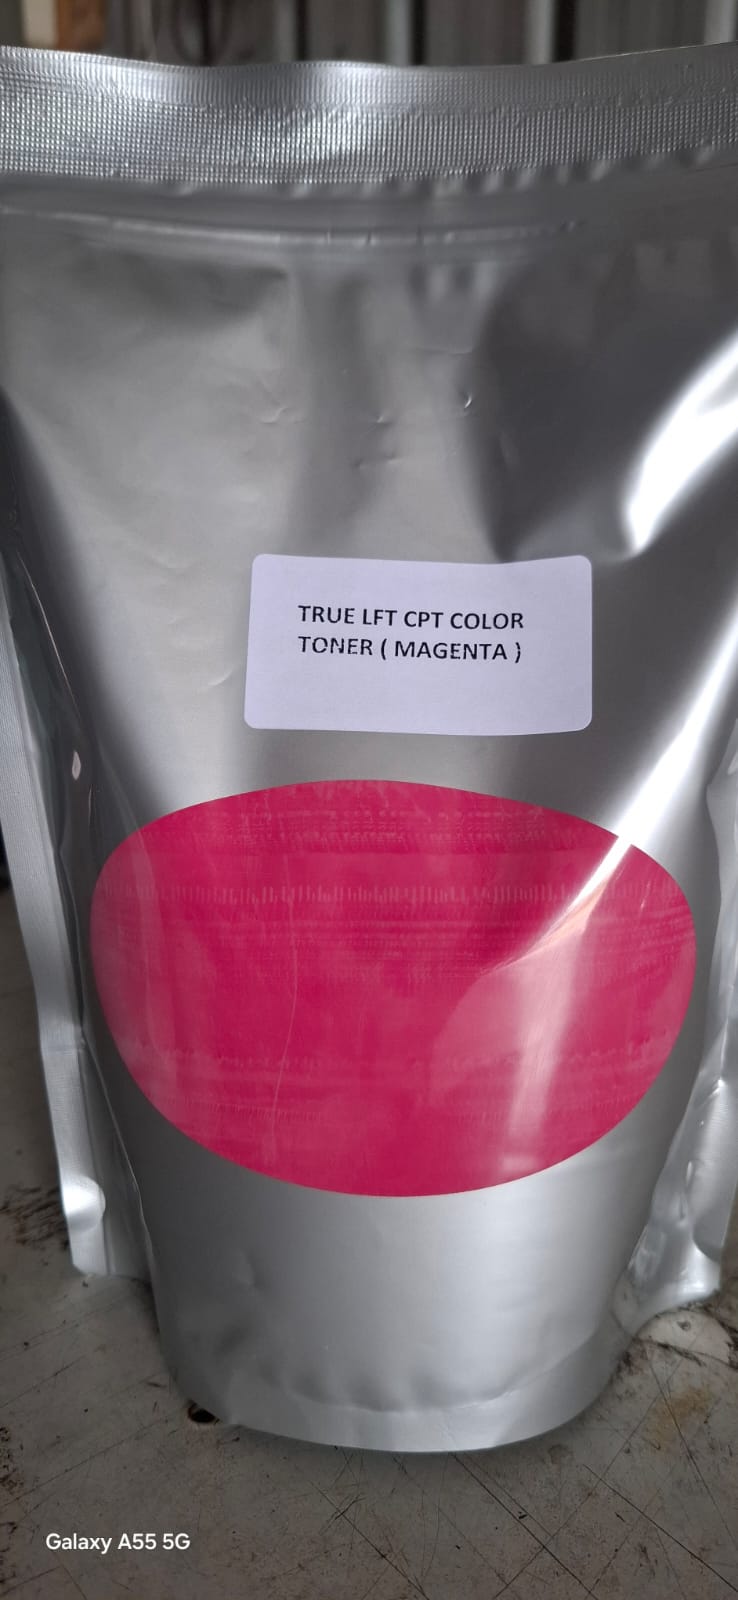 TRUE LFT CPT COLOR
TONER ( MAGENTA )
Galaxy A55 5G